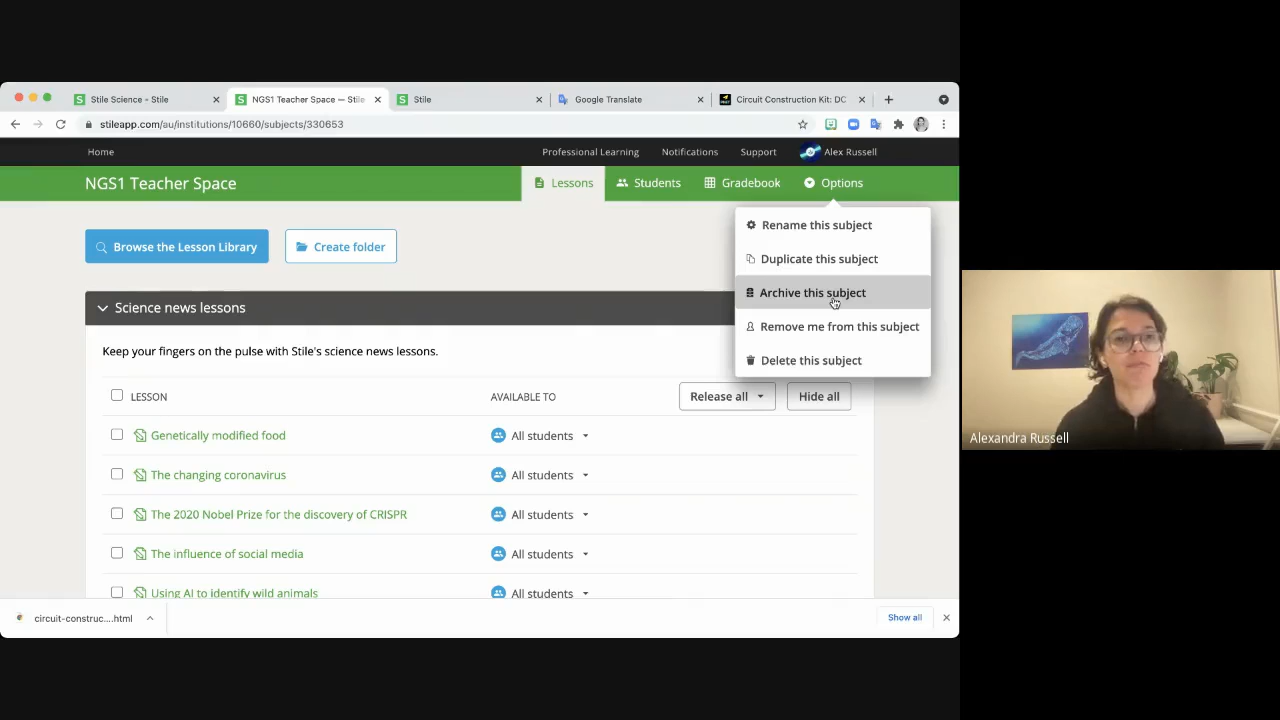 Stile Science - Stile
NGS1 Teacher Space — Stile
Stile
Google Translate
Circuit Construction Kit: DC
stileapp.com/au/institutions/10660/subjects/330653
Home
Professional Learning
Notifications
Support
Alex Russell
NGS1 Teacher Space
Lessons
Students
Gradebook
Options
Rename this subject
Duplicate this subject
Archive this subject
Remove me from this subject
Delete this subject
Browse the Lesson Library
Create folder
Science news lessons
Keep your fingers on the pulse with Stile's science news lessons.
LESSON
AVAILABLE TO
Release all
Hide all
Genetically modified food
All students
The changing coronavirus
All students
The 2020 Nobel Prize for the discovery of CRISPR
All students
The influence of social media
All students
Using AI to identify wild animals
All students
circuit-construc....html
Show all
Alexandra Russell